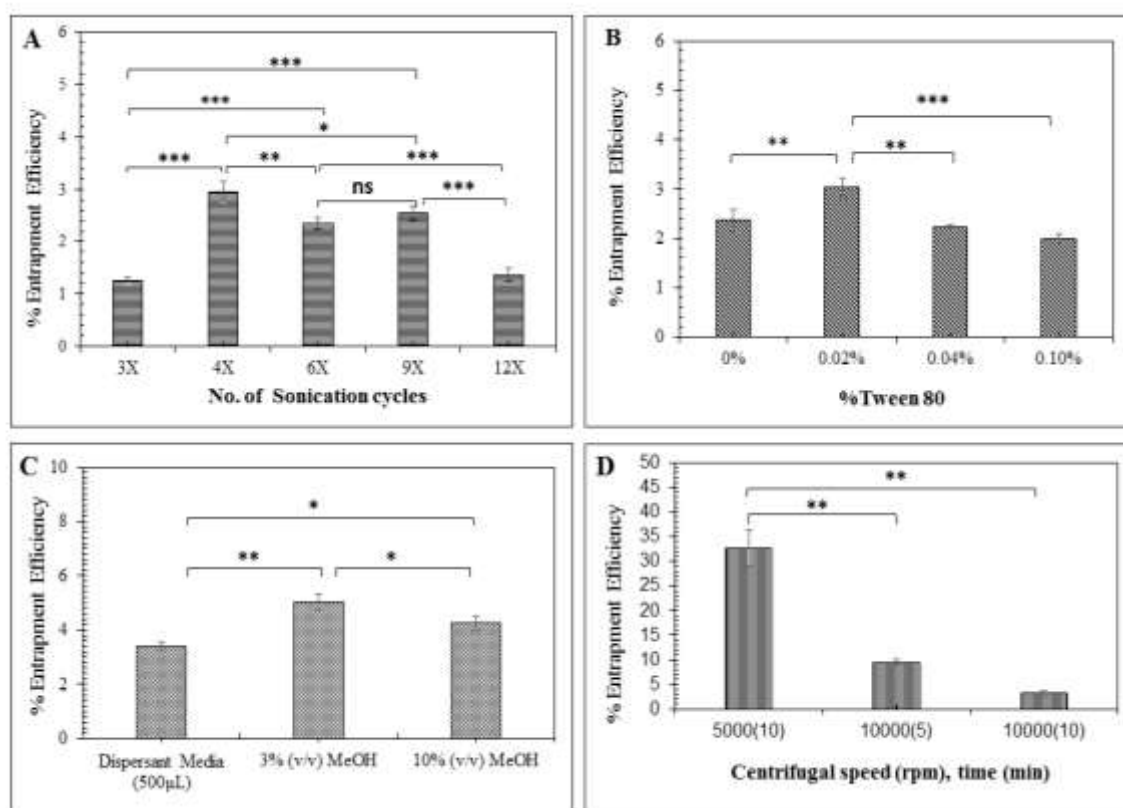 A
6
5
4
3
2
1
0
% Entrapment Efficiency
***
***
*
***
**
***
ns
***
3X 4X 6X 9X 12X
No. of Sonication cycles
B
6
5
4
3
2
1
0
% Entrapment Efficiency
***
**
**
0% 0.02% 0.04% 0.10%
%Tween 80
C
10
8
6
4
2
0
% Entrapment Efficiency
*
**
*
Dispersant Media 3% (v/v) MeOH 10% (v/v) MeOH
(500µL)
D
50
45
40
35
30
25
20
15
10
5
0
% Entrapment Efficiency
**
**
5000(10) 10000(5) 10000(10)
Centrifugal speed (rpm), time (min)